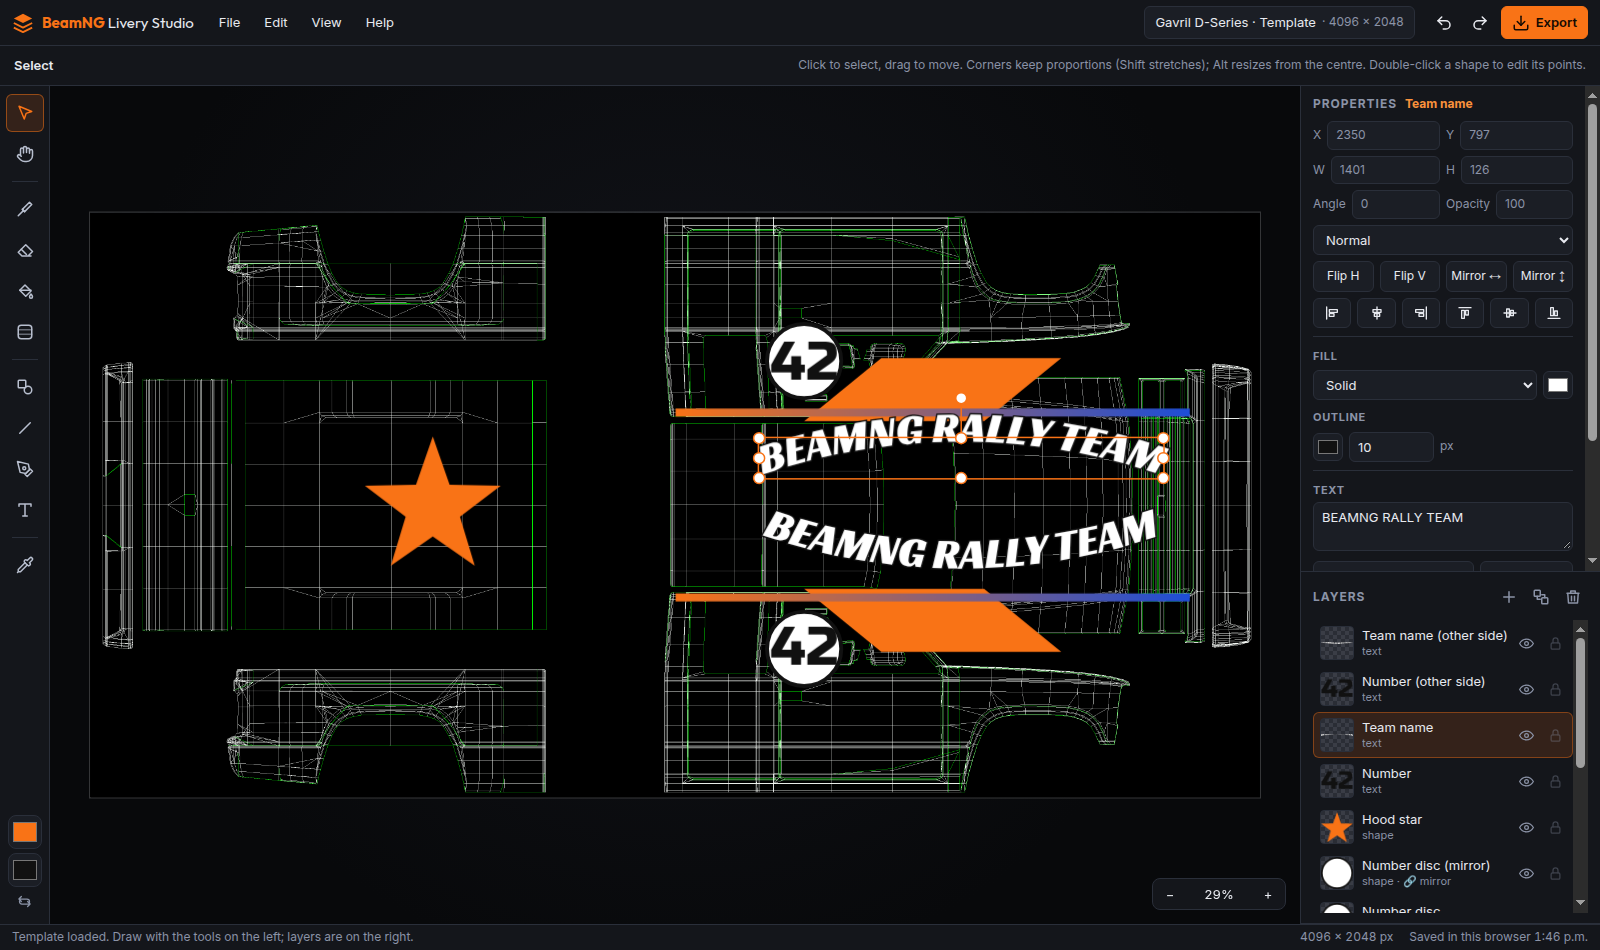 BeamNG Livery Studio File Edit View Help Gavril D-Series · Template · 4096 × 2048 Export
Select Click to select, drag to move. Corners keep proportions (Shift stretches); Alt resizes from the centre. Double-click a shape to edit its points.
PROPERTIES Team name
X 2350 Y 797
W 1401 H 126
Angle 0 Opacity 100
Normal
Flip H Flip V Mirror ↔ Mirror ↕
FILL
Solid
OUTLINE
10 px
TEXT
BEAMNG RALLY TEAM
42
BEAMNG RALLY TEAM
BEAMNG RALLY TEAM
42
LAYERS
Team name (other side)
text
Number (other side)
text
Team name
text
Number
text
Hood star
shape
Number disc (mirror)
shape · 🔗 mirror
Number disc
− 29% +
Template loaded. Draw with the tools on the left; layers are on the right. 4096 × 2048 px Saved in this browser 1:46 p.m.